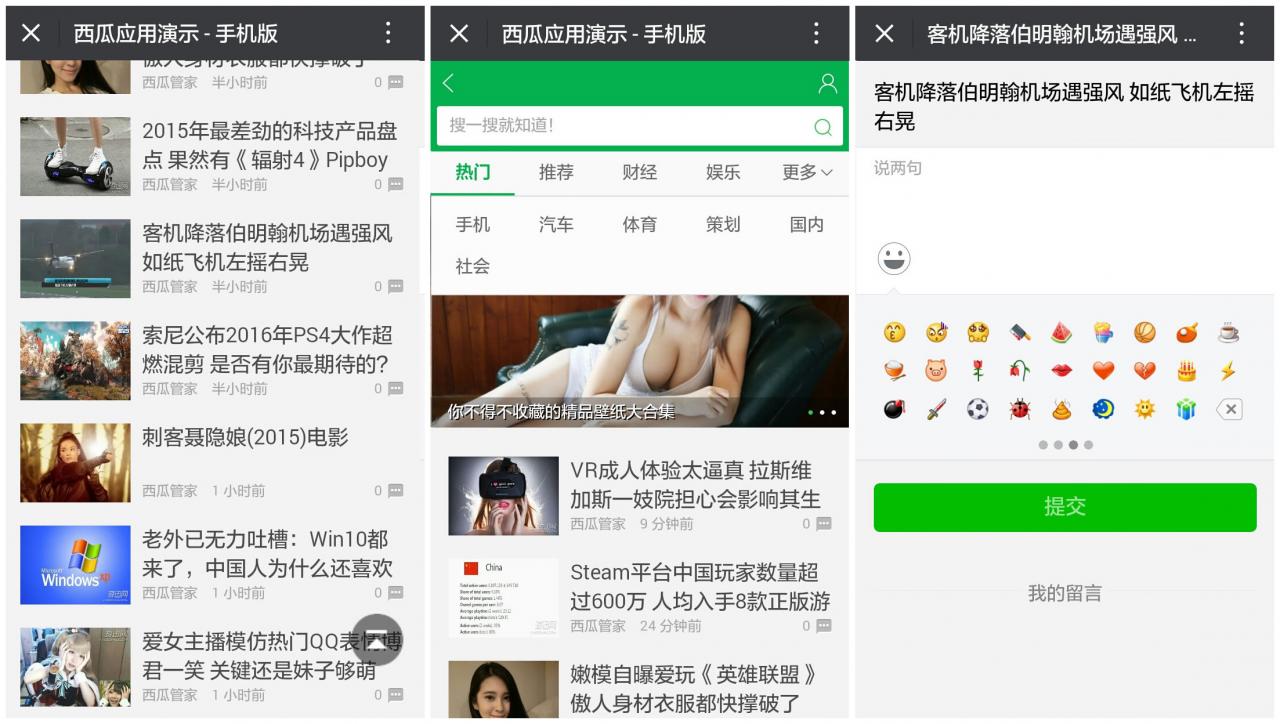 西瓜应用演示 - 手机版
傲人身材衣服都快撑破了
西瓜管家 半小时前 0
2015年最差劲的科技产品盘
点 果然有《辐射4》Pipboy
西瓜管家 半小时前 0
客机降落伯明翰机场遇强风
如纸飞机左摇右晃
西瓜管家 半小时前 0
索尼公布2016年PS4大作超
燃混剪 是否有你最期待的?
西瓜管家 半小时前 0
刺客聂隐娘(2015)电影
西瓜管家 1 小时前 0
Microsoft
Windows xp
老外已无力吐槽：Win10都
来了，中国人为什么还喜欢
西瓜管家 1 小时前 0
爱女主播模仿热门QQ表情博
君一笑 关键还是妹子够萌
西瓜管家 1 小时前 0
西瓜应用演示 - 手机版
搜一搜就知道!
热门 推荐 财经 娱乐 更多
手机 汽车 体育 策划 国内
社会
你不得不收藏的精品壁纸大合集
VR成人体验太逼真 拉斯维
加斯一妓院担心会影响其生
西瓜管家 9 分钟前 0
China
Steam平台中国玩家数量超
过600万 人均入手8款正版游
西瓜管家 24 分钟前 0
嫩模自曝爱玩《英雄联盟》
傲人身材衣服都快撑破了
客机降落伯明翰机场遇强风 ...
客机降落伯明翰机场遇强风 如纸飞机左摇
右晃
说两句
提交
我的留言